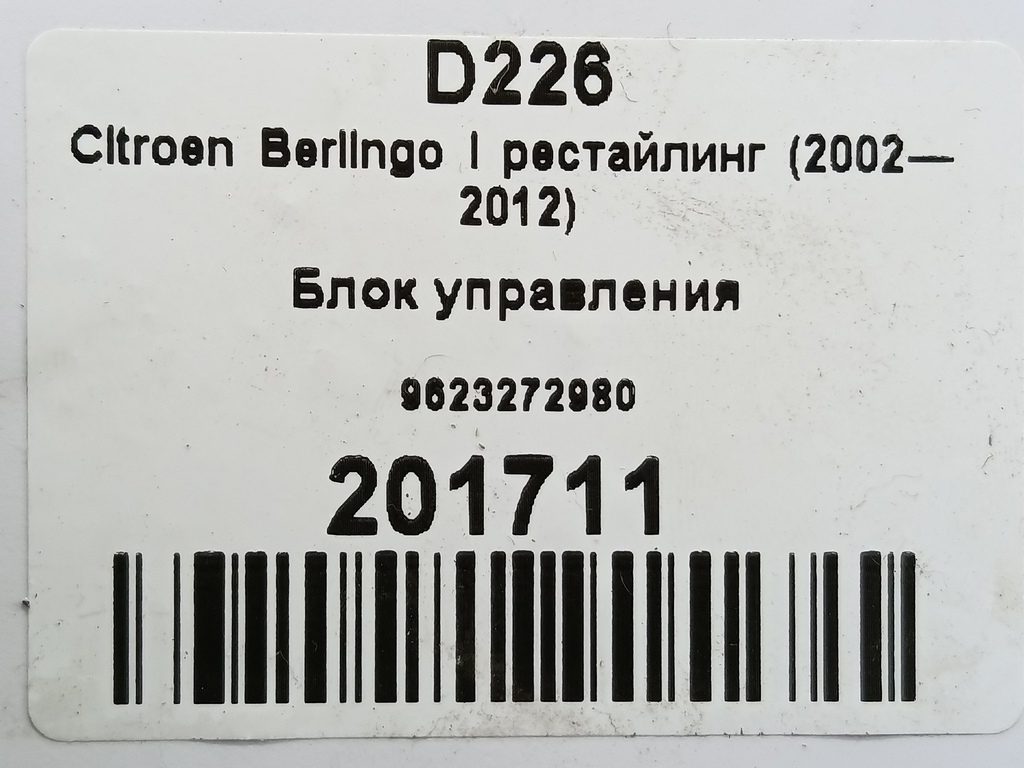 D226
Citroen Berlingo I рестайлинг (2002—
2012)
Блок управления
9623272980
201711